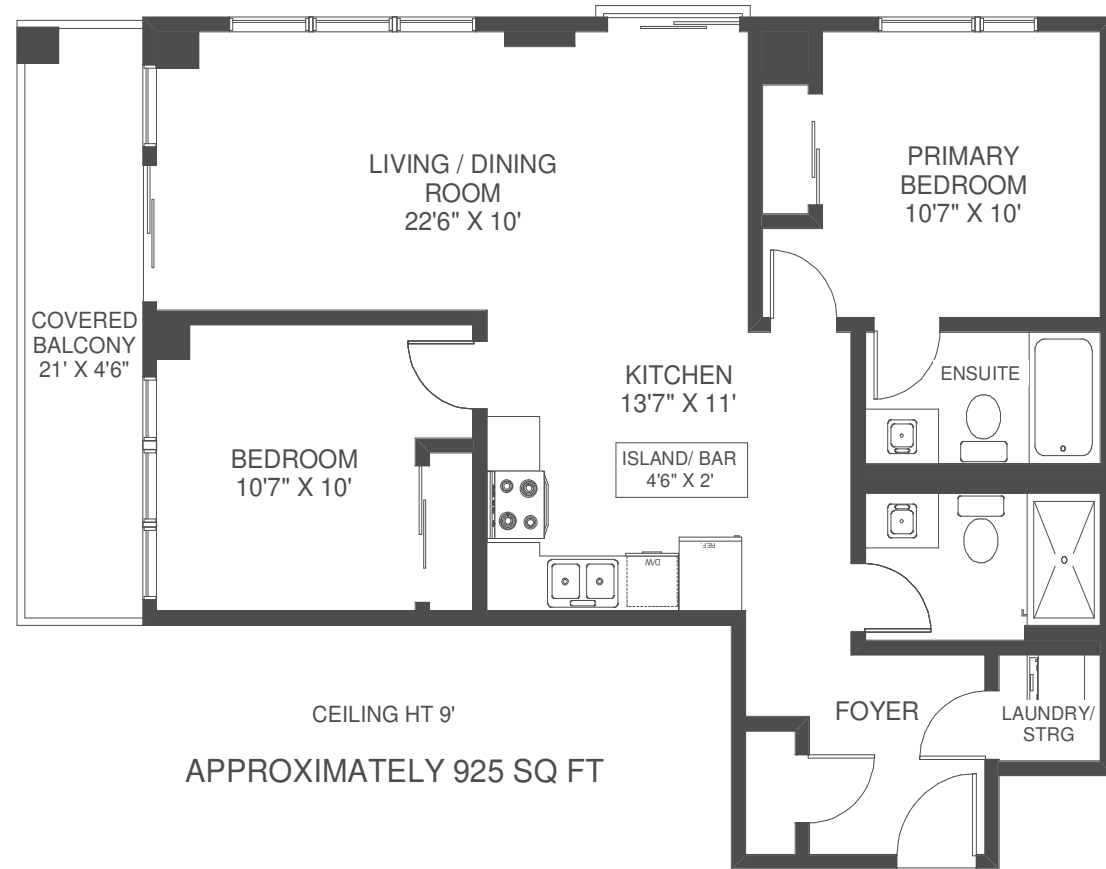 LIVING / DINING
ROOM
22'6" X 10'
PRIMARY
BEDROOM
10'7" X 10'
COVERED
BALCONY
21' X 4'6"
KITCHEN
13'7" X 11'
ENSUITE
BEDROOM
10'7" X 10'
ISLAND/ BAR
4'6" X 2'
D/W
REF.
CEILING HT 9'
FOYER
LAUNDRY/
STRG
APPROXIMATELY 925 SQ FT